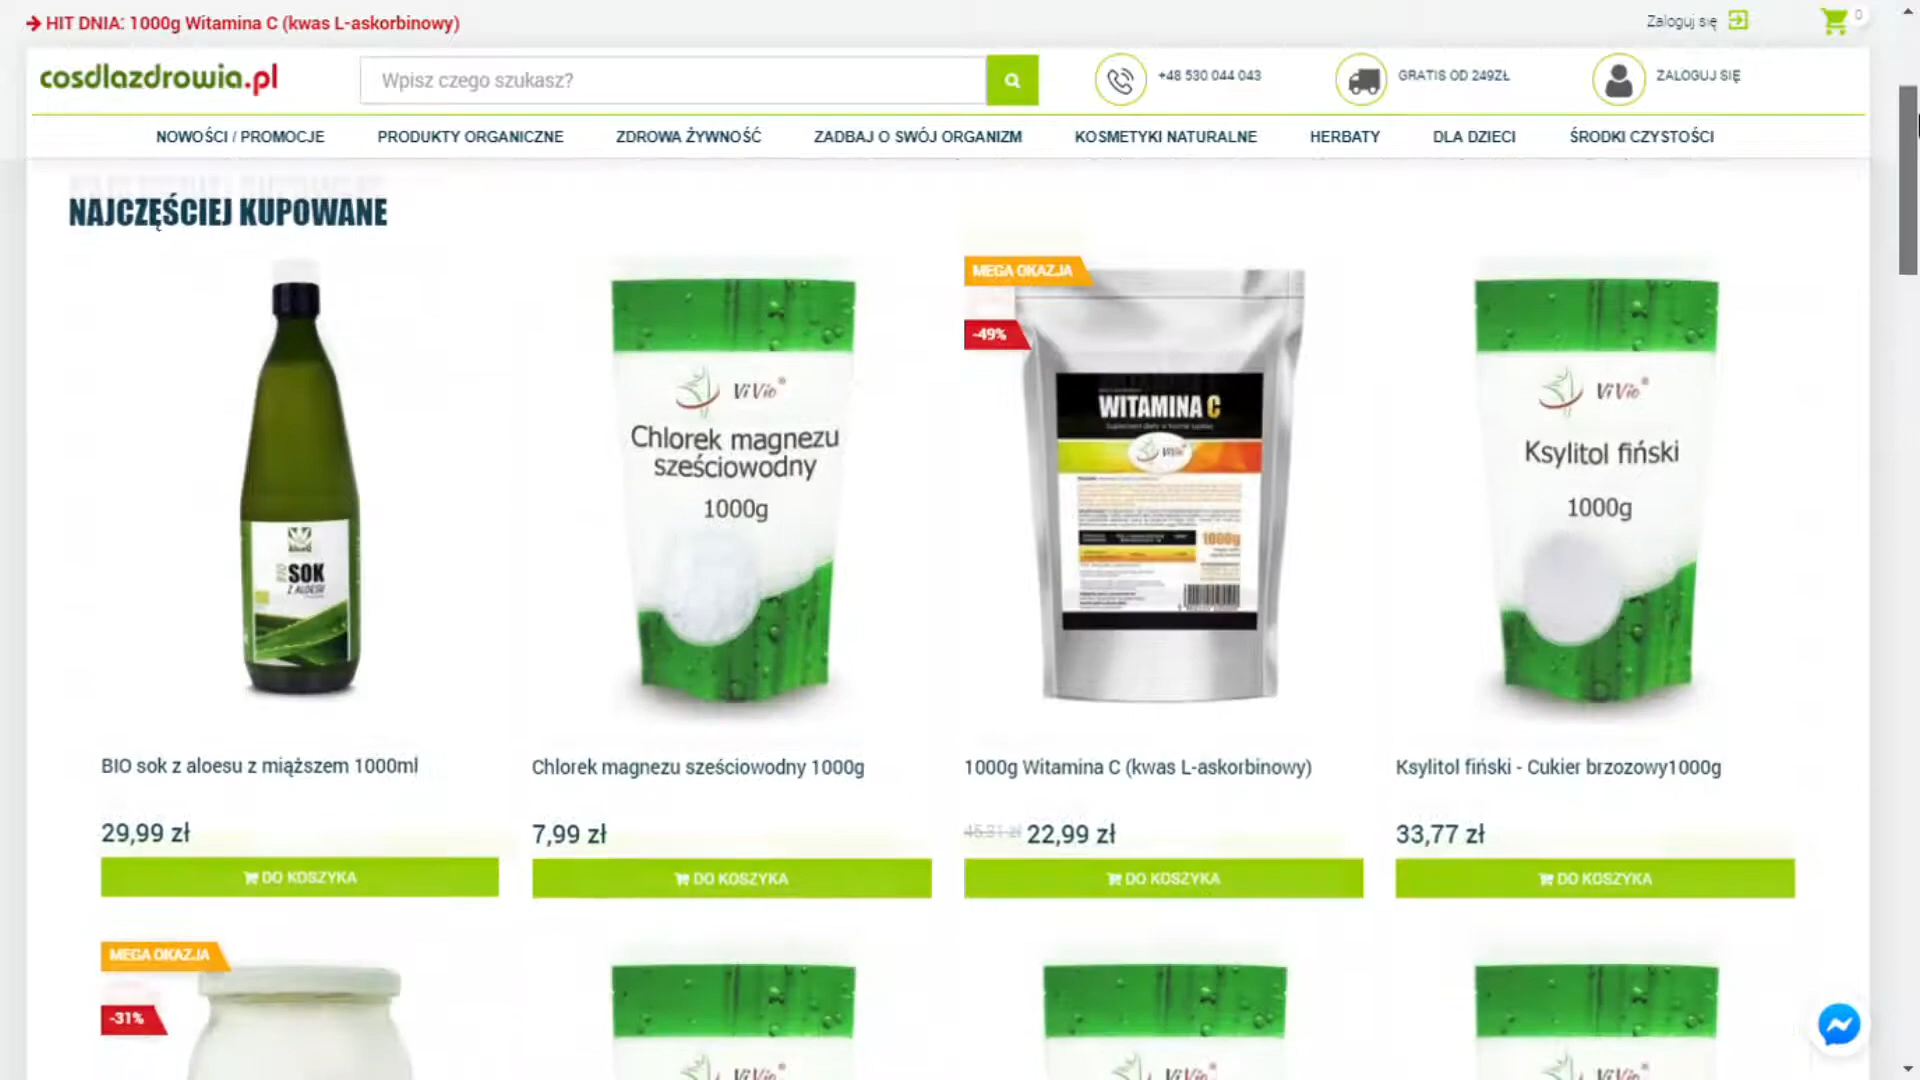 HIT DNIA: 1000g Witamina C (kwas L-askorbinowy)
Zaloguj się
0
cosdlazdrowia.pl
Wpisz czego szukasz?
+48 530 044 043
GRATIS OD 249ZŁ
ZALOGUJ SIĘ
NOWOŚCI / PROMOCJE
PRODUKTY ORGANICZNE
ZDROWA ŻYWNOŚĆ
ZADBAJ O SWÓJ ORGANIZM
KOSMETYKI NATURALNE
HERBATY
DLA DZIECI
ŚRODKI CZYSTOŚCI
NAJCZĘŚCIEJ KUPOWANE
BIO SOK
Z ALOESU
ViVio®
Chlorek magnezu
sześciowodny
1000g
MEGA OKAZJA
-49%
WITAMINA C
Suplement diety w formie sypkiej
ViVio
1000g
ViVio®
Ksylitol fiński
1000g
BIO sok z aloesu z miąższem 1000ml
Chlorek magnezu sześciowodny 1000g
1000g Witamina C (kwas L-askorbinowy)
Ksylitol fiński - Cukier brzozowy1000g
29,99 zł
7,99 zł
45,31 zł 22,99 zł
33,77 zł
DO KOSZYKA
DO KOSZYKA
DO KOSZYKA
DO KOSZYKA
MEGA OKAZJA
-31%
ViVio
ViVio
ViVio